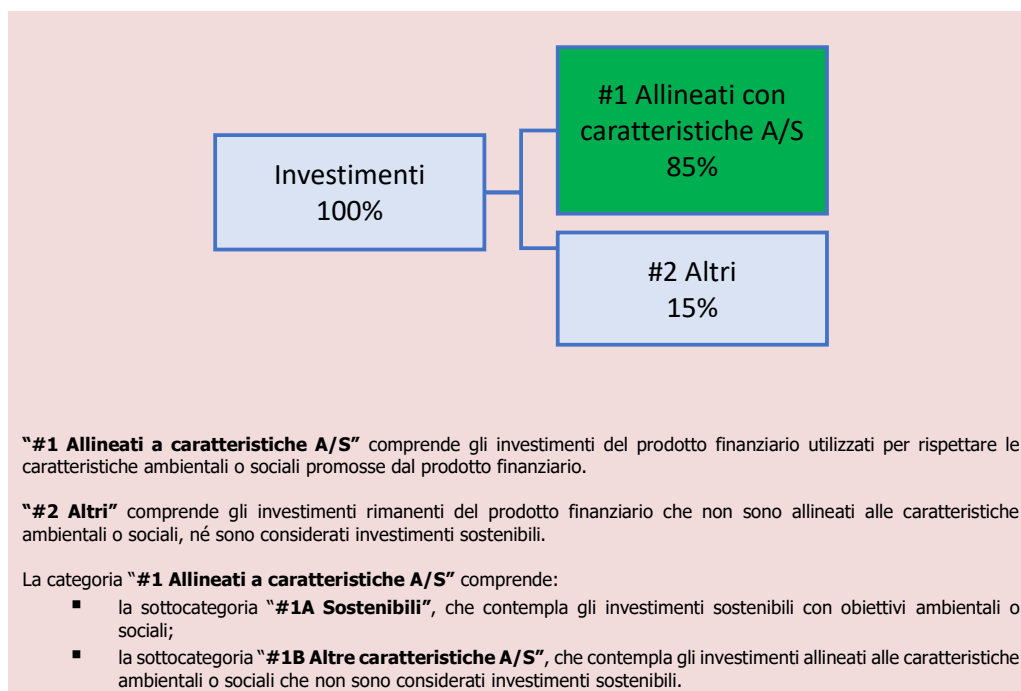 #1 Allineati con
caratteristiche A/S
85%
Investimenti
100%
#2 Altri
15%
“#1 Allineati a caratteristiche A/S” comprende gli investimenti del prodotto finanziario utilizzati per rispettare le
caratteristiche ambientali o sociali promosse dal prodotto finanziario.
“#2 Altri” comprende gli investimenti rimanenti del prodotto finanziario che non sono allineati alle caratteristiche
ambientali o sociali, né sono considerati investimenti sostenibili.
La categoria “#1 Allineati a caratteristiche A/S” comprende:
▪ la sottocategoria “#1A Sostenibili”, che contempla gli investimenti sostenibili con obiettivi ambientali o
sociali;
▪ la sottocategoria “#1B Altre caratteristiche A/S”, che contempla gli investimenti allineati alle caratteristiche
ambientali o sociali che non sono considerati investimenti sostenibili.